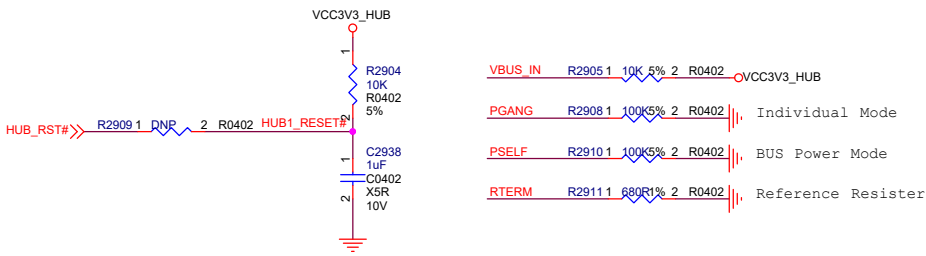 VCC3V3_HUB
1
R2904
10K
R0402
5%
2
HUB_RST# R2909 1 DNP 2 R0402 HUB1_RESET#
1
C2938
1uF
C0402
X5R
10V
2
VBUS_IN R2905 1 10K 5% 2 R0402 VCC3V3_HUB
PGANG R2908 1 100K 5% 2 R0402 Individual Mode
PSELF R2910 1 100K 5% 2 R0402 BUS Power Mode
RTERM R2911 1 680R 1% 2 R0402 Reference Resister